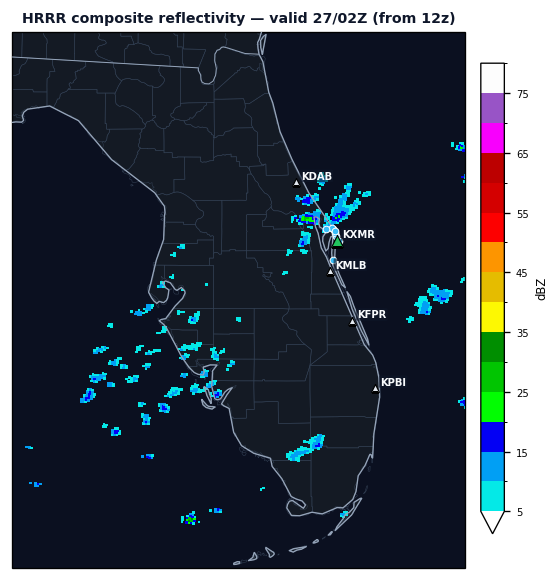 HRRR composite reflectivity — valid 27/02Z (from 12z)
KDAB
KXMR
KMLB
KFPR
KPBI
75
65
55
45
35
25
15
5
dBZ